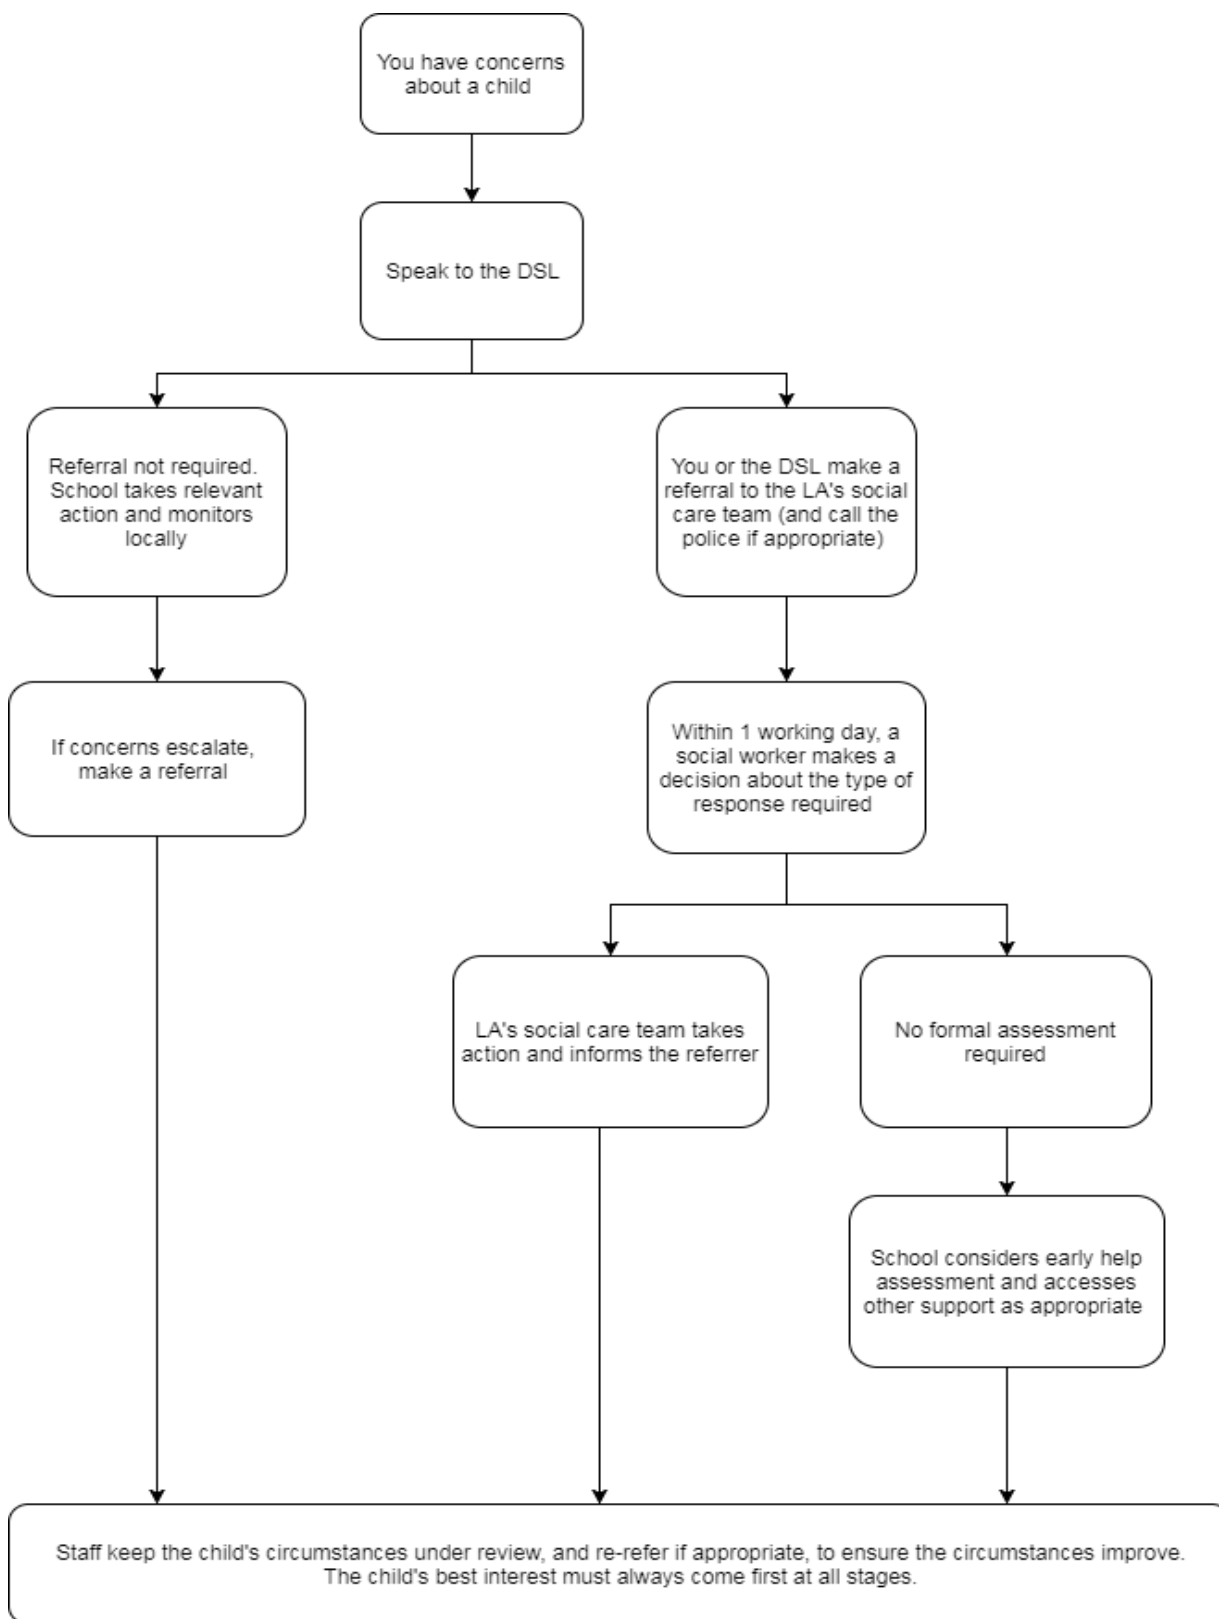 You have concerns
about a child
Speak to the DSL
Referral not required.
School takes relevant
action and monitors
locally
You or the DSL make a
referral to the LA's social
care team (and call the
police if appropriate)
If concerns escalate,
make a referral
Within 1 working day, a
social worker makes a
decision about the type of
response required
LA's social care team takes
action and informs the referrer
No formal assessment
required
School considers early help
assessment and accesses
other support as appropriate
Staff keep the child's circumstances under review, and re-refer if appropriate, to ensure the circumstances improve.
The child's best interest must always come first at all stages.